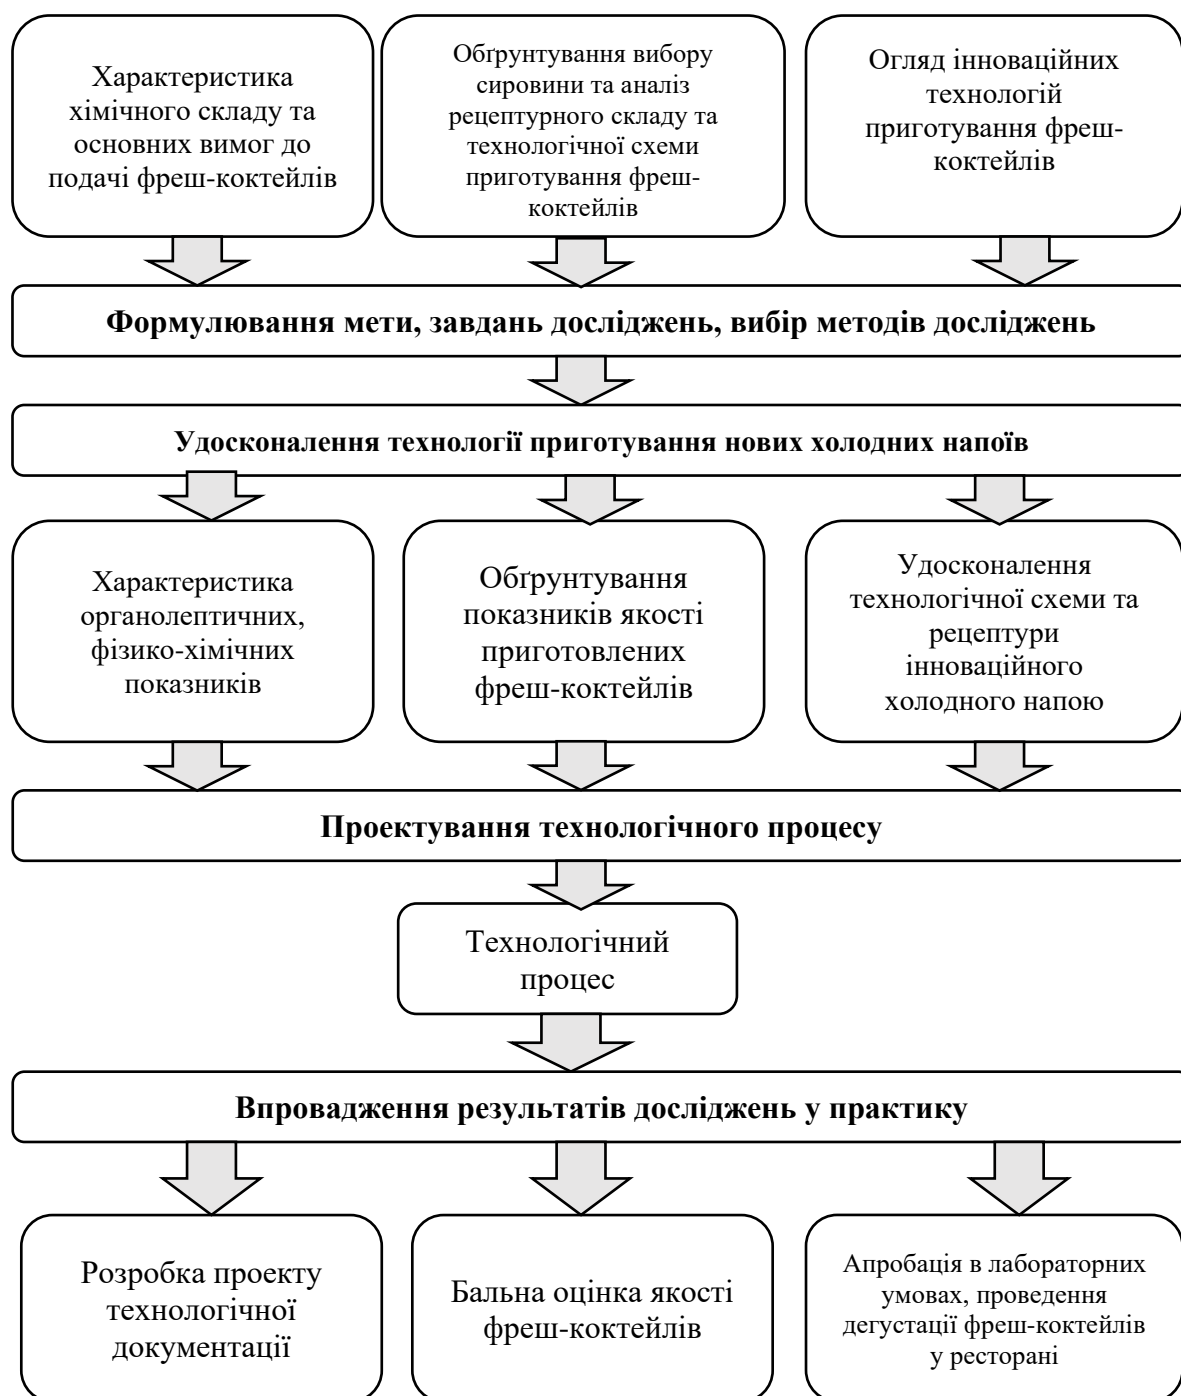 Характеристика
хімічного складу та
основних вимог до
подачі фреш-коктейлів
Обґрунтування вибору
сировини та аналіз
рецептурного складу та
технологічної схеми
приготування фреш-
коктейлів
Огляд інноваційних
технологій
приготування фреш-
коктейлів
Формулювання мети, завдань досліджень, вибір методів досліджень
Удосконалення технології приготування нових холодних напоїв
Характеристика
органолептичних,
фізико-хімічних
показників
Обґрунтування
показників якості
приготовлених
фреш-коктейлів
Удосконалення
технологічної схеми та
рецептури
інноваційного
холодного напою
Проектування технологічного процесу
Технологічний
процес
Впровадження результатів досліджень у практику
Розробка проекту
технологічної
документації
Бальна оцінка якості
фреш-коктейлів
Апробація в лабораторних
умовах, проведення
дегустації фреш-коктейлів
у ресторані